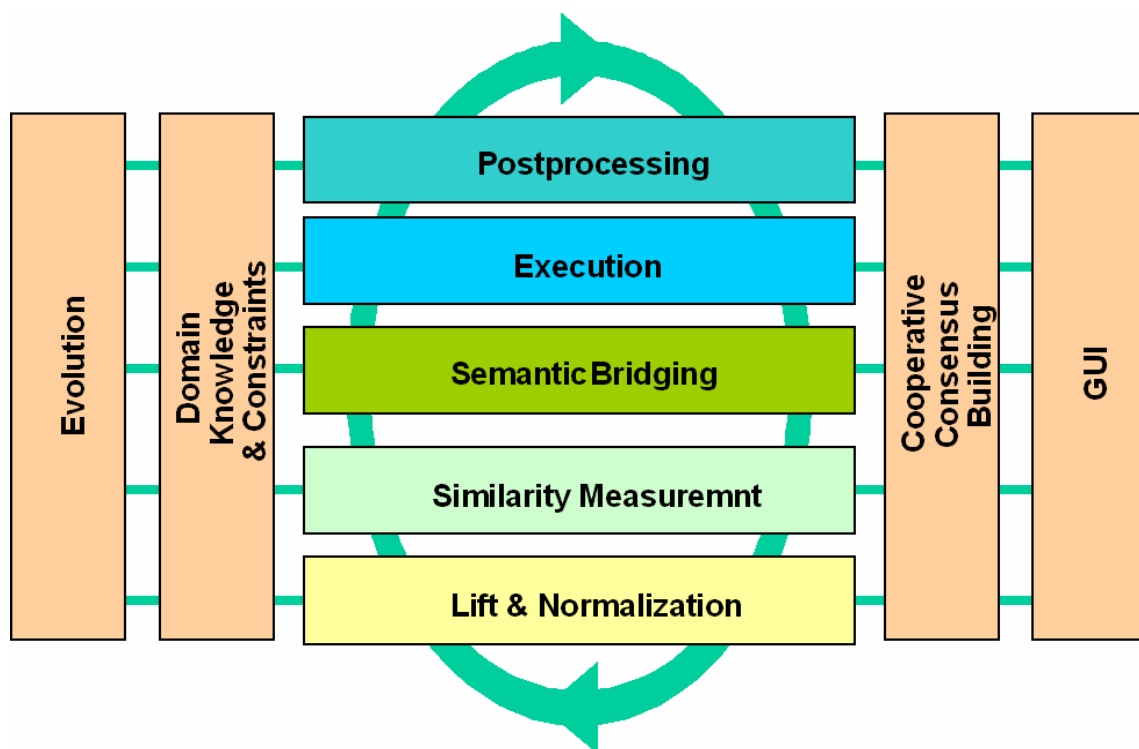 Evolution
Domain
Knowledge
& Constraints
Postprocessing
Execution
Semantic Bridging
Similarity Measuremnt
Lift & Normalization
Cooperative
Consensus
Building
GUI